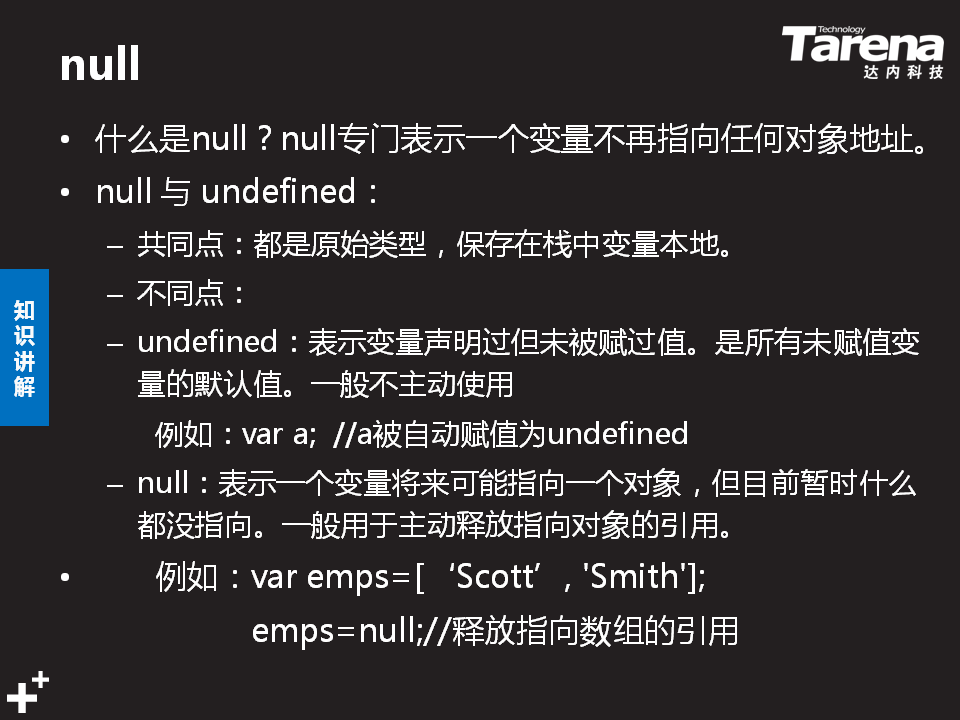 null
Technology
Tarena
达内科技
• 什么是null？null专门表示一个变量不再指向任何对象地址。
• null 与 undefined：
– 共同点：都是原始类型，保存在栈中变量本地。
– 不同点：
– undefined：表示变量声明过但未被赋过值。是所有未赋值变
量的默认值。一般不主动使用
例如：var a;  //a被自动赋值为undefined
– null：表示一个变量将来可能指向一个对象，但目前暂时什么
都没指向。一般用于主动释放指向对象的引用。
• 例如：var emps=[‘Scott’, 'Smith'];
emps=null;//释放指向数组的引用
知
识
讲
解